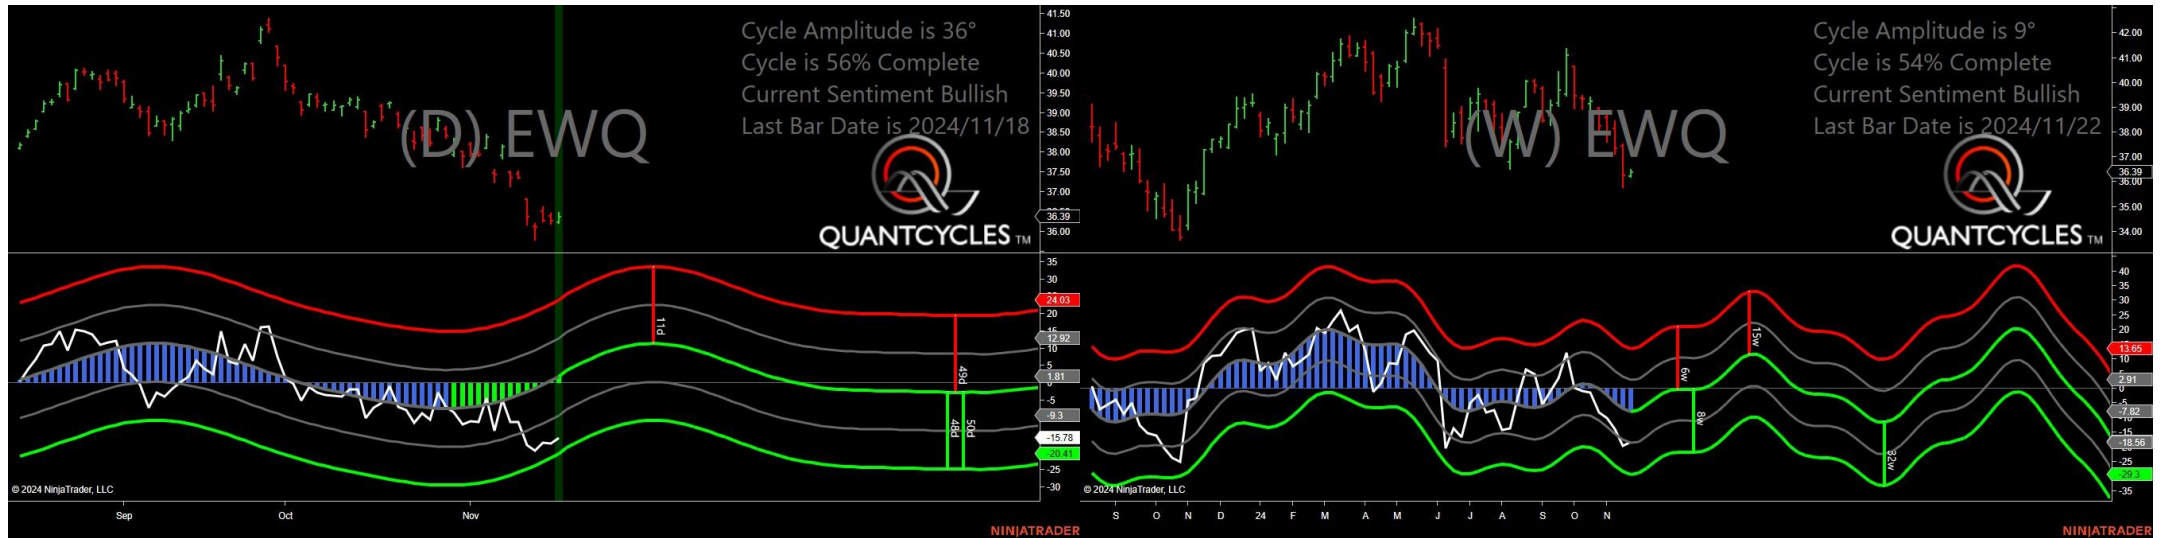 Cycle Amplitude is 36°
Cycle is 56% Complete
Current Sentiment Bullish
Last Bar Date is 2024/11/18
(D) EWQ
QUANTCYCLES TM
41.50
41.00
40.50
40.00
39.50
39.00
38.50
38.00
37.50
37.00
36.39
36.00
35
30
24.03
20
15
12.92
10
5
1.81
-5
-9.3
-15.78
-20.41
-25
-30
11d
49d
48d
50d
© 2024 NinjaTrader, LLC
Sep
Oct
Nov
NINJATRADER
Cycle Amplitude is 9°
Cycle is 54% Complete
Current Sentiment Bullish
Last Bar Date is 2024/11/22
(W) EWQ
QUANTCYCLES TM
42.00
41.00
40.00
39.00
38.00
37.00
36.39
36.00
35.00
34.00
40
35
30
25
20
13.65
10
5
2.91
-5
-7.82
-15
-18.56
-25
-29.3
-35
6w
8w
15w
32w
© 2024 NinjaTrader, LLC
S
O
N
D
24
F
M
A
M
J
J
A
S
O
N
NINJATRADER